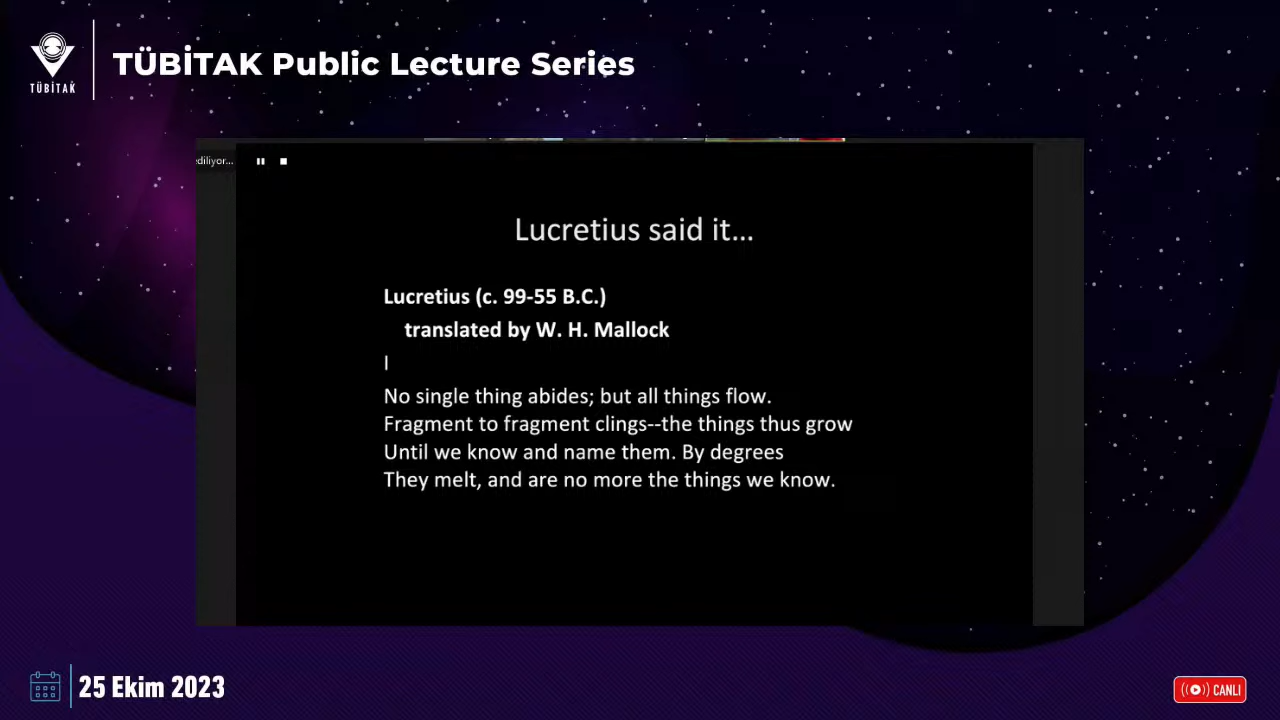 TÜBİTAK
TÜBİTAK Public Lecture Series
ediliyor...
Lucretius said it...
Lucretius (c. 99-55 B.C.)
translated by W. H. Mallock
I
No single thing abides; but all things flow.
Fragment to fragment clings--the things thus grow
Until we know and name them. By degrees
They melt, and are no more the things we know.
25 Ekim 2023
CANLI